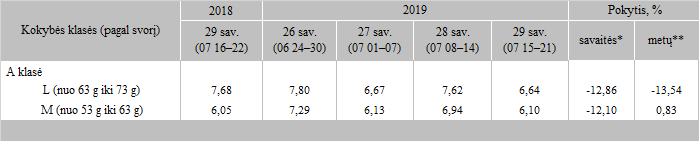 Kokybės klasės (pagal svorį) 2018 2019 Pokytis, %
29 sav. (07 16–22) 26 sav. (06 24–30) 27 sav. (07 01–07) 28 sav. (07 08–14) 29 sav. (07 15–21) savaitės* metų**
A klasė
L (nuo 63 g iki 73 g) 7,68 7,80 6,67 7,62 6,64 -12,86 -13,54
M (nuo 53 g iki 63 g) 6,05 7,29 6,13 6,94 6,10 -12,10 0,83